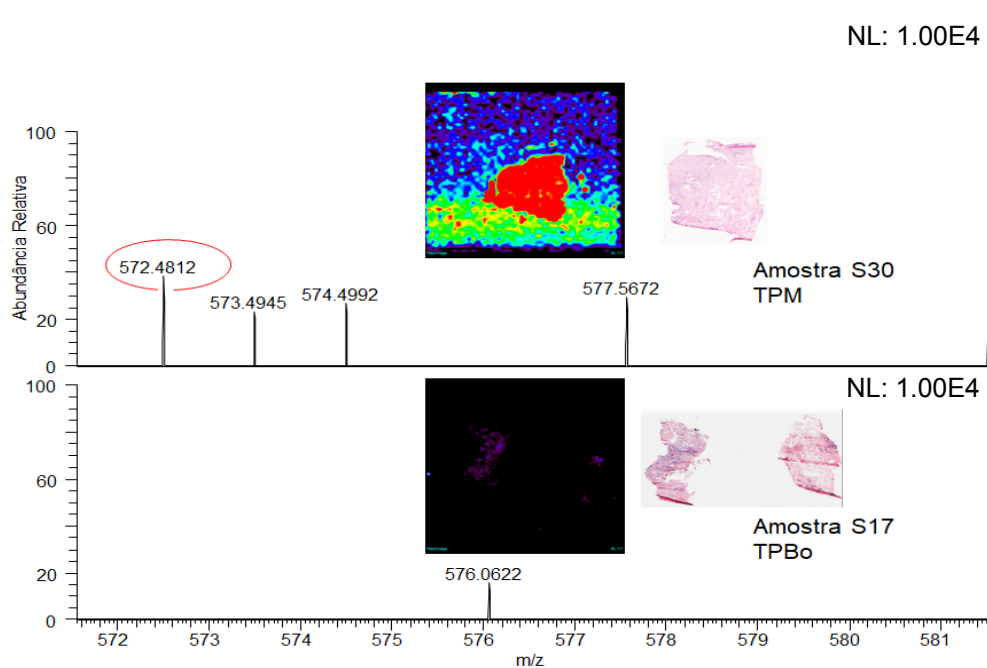 NL: 1.00E4
100
60
20
0
Abundância Relativa
572.4812
573.4945
574.4992
577.5672
Amostra S30
TPM
NL: 1.00E4
100
60
20
0
576.0622
Amostra S17
TPBo
572 573 574 575 576 577 578 579 580 581
m/z